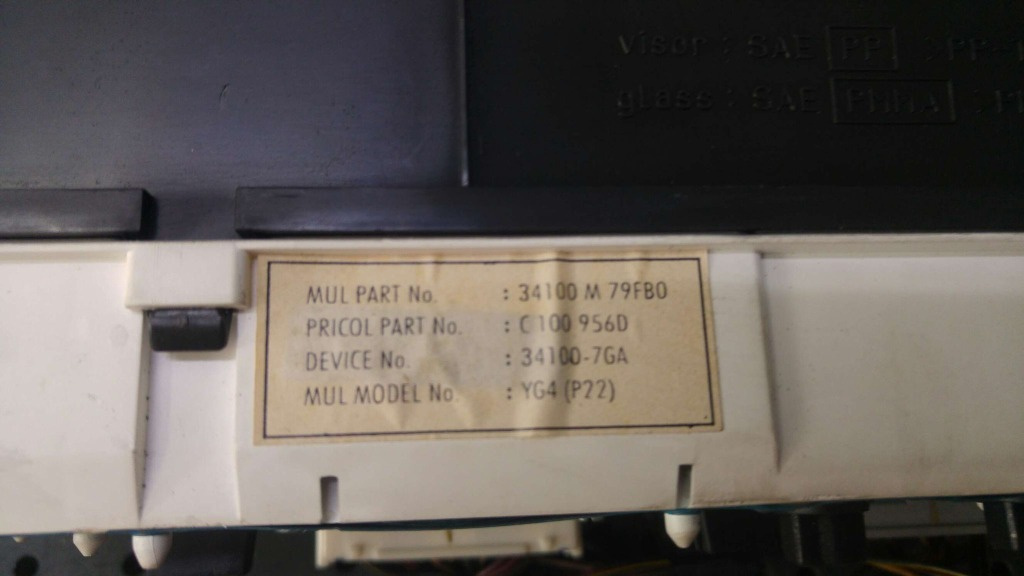 visor : SAE PP
glass : SAE PMMA
MUL PART No. : 34100 M 79FB0
PRICOL PART No. : C 100 956D
DEVICE No. : 34100-7GA
MUL MODEL No. : YG4 (P22)